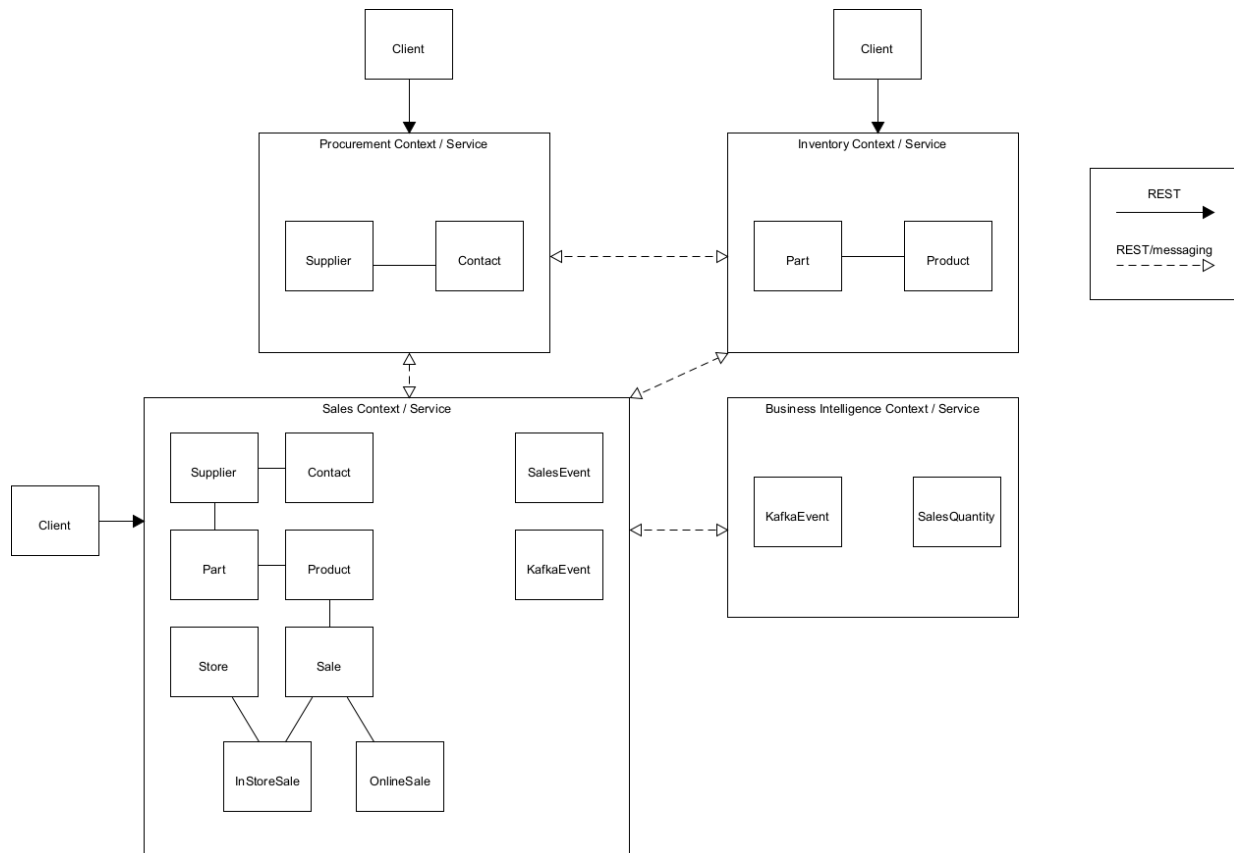 Client
Client
Procurement Context / Service
Inventory Context / Service
REST
REST/messaging
Supplier
Contact
Part
Product
Sales Context / Service
Business Intelligence Context / Service
Client
Supplier
Contact
SalesEvent
Part
Product
KafkaEvent
KafkaEvent
SalesQuantity
Store
Sale
InStoreSale
OnlineSale